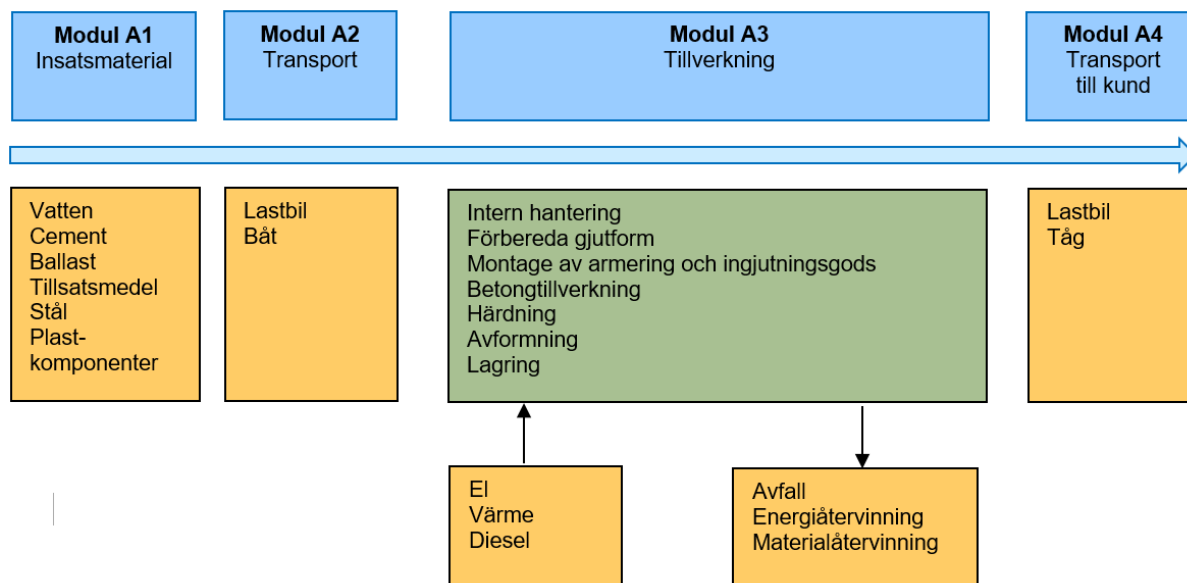 Modul A1
Insatsmaterial
Modul A2
Transport
Modul A3
Tillverkning
Modul A4
Transport
till kund
Vatten
Cement
Ballast
Tillsatsmedel
Stål
Plast-
komponenter
Lastbil
Båt
Intern hantering
Förbereda gjutform
Montage av armering och ingjutningsgods
Betongtillverkning
Härdning
Avformning
Lagring
Lastbil
Tåg
El
Värme
Diesel
Avfall
Energiåtervinning
Materialåtervinning